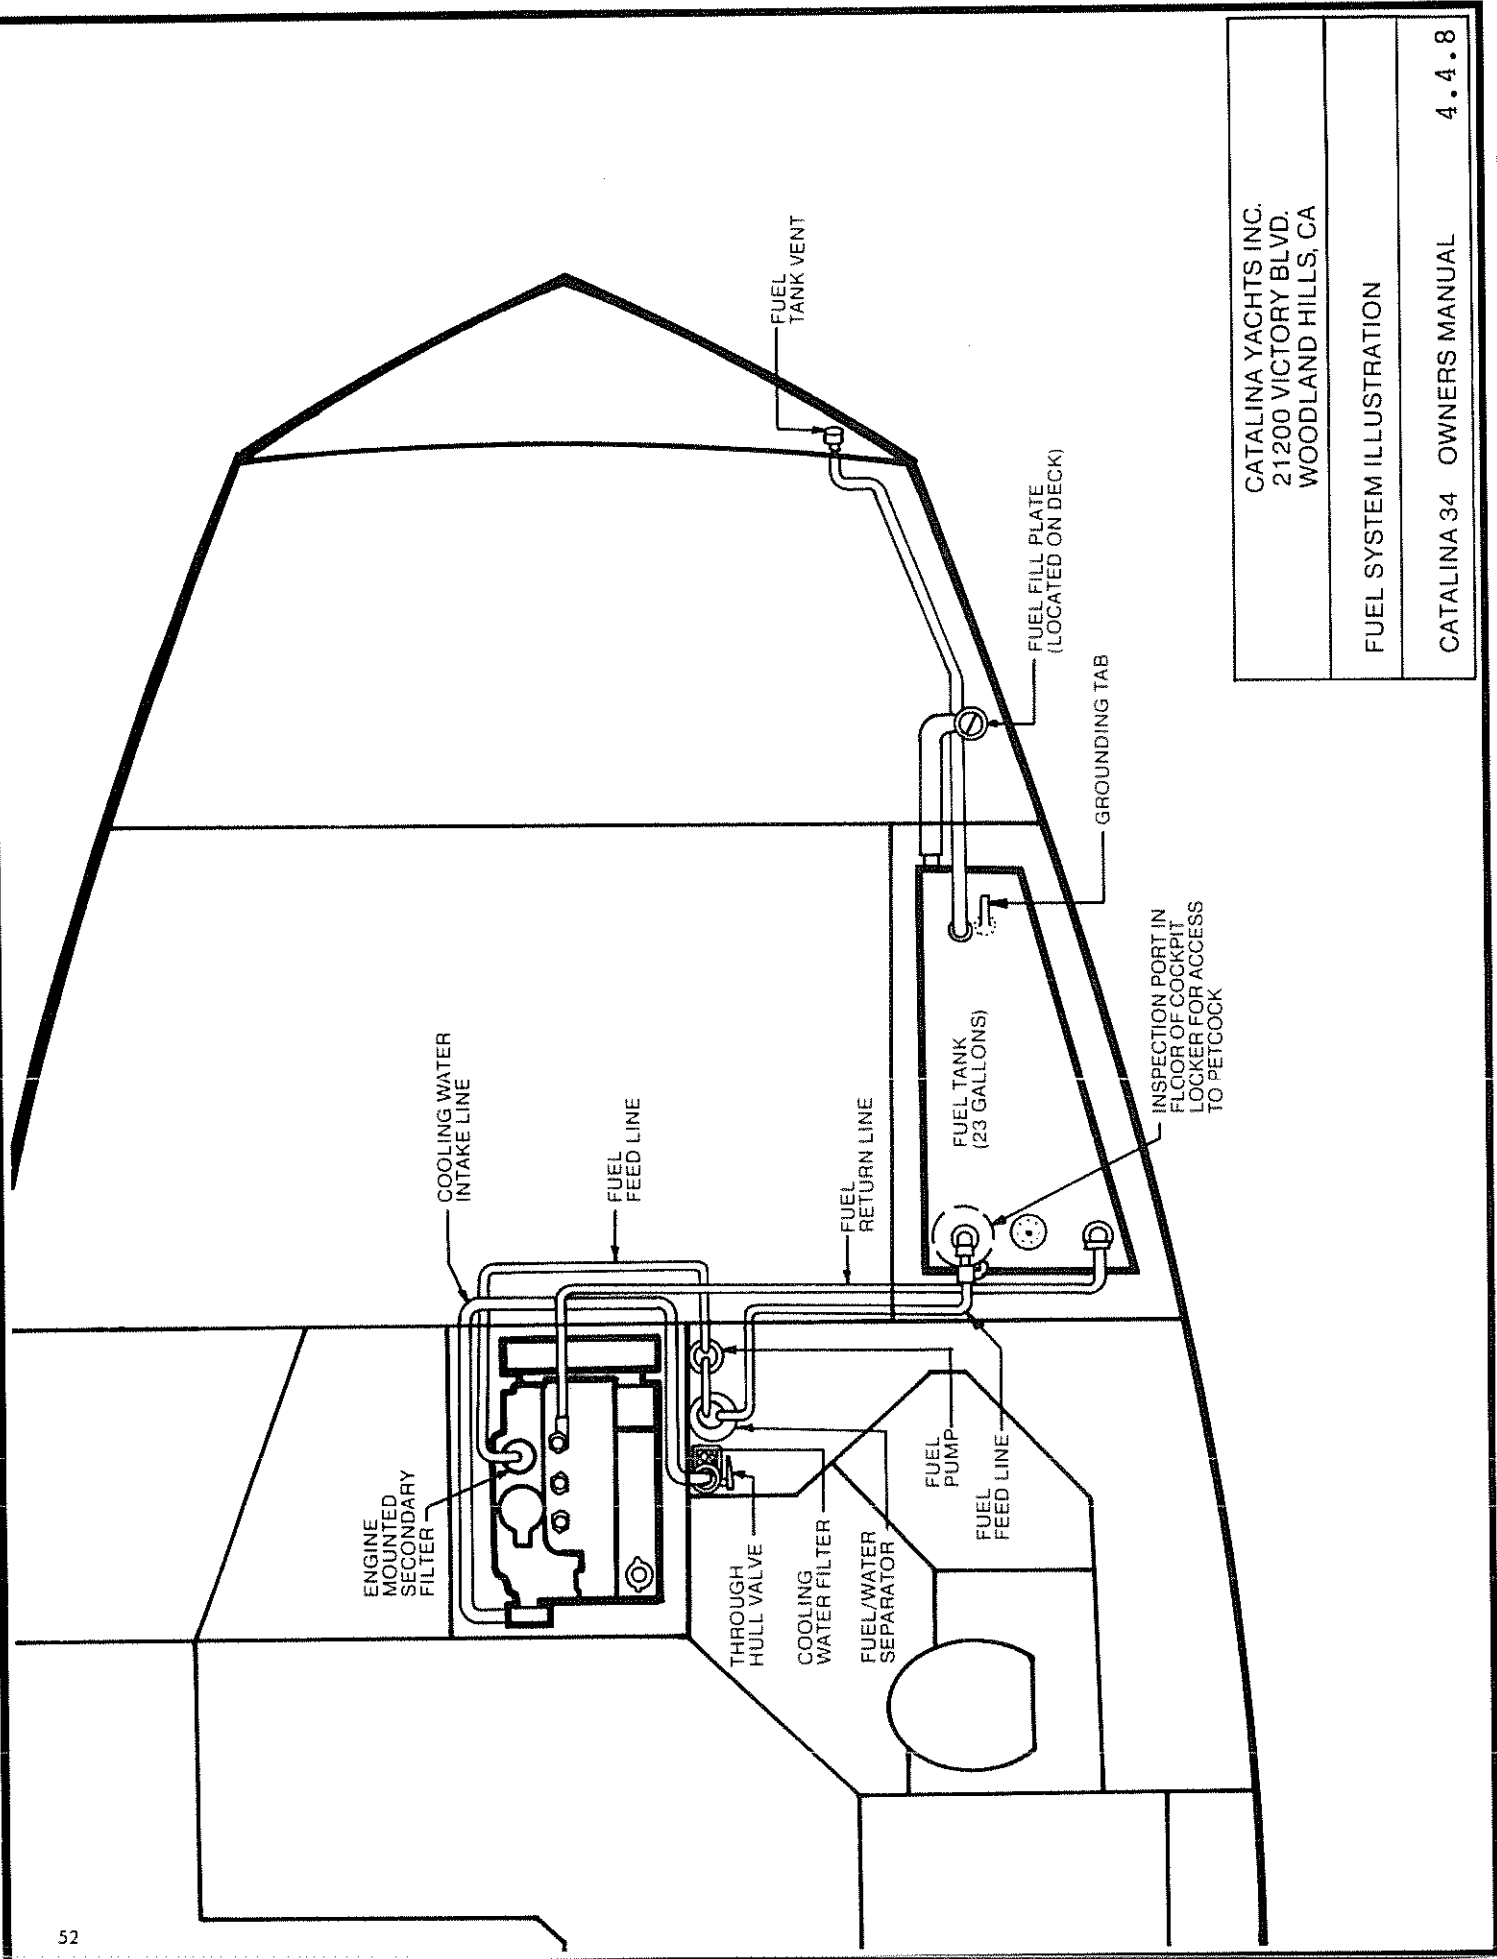 52
FUEL
TANK VENT
FUEL FILL PLATE
(LOCATED ON DECK)
GROUNDING TAB
COOLING WATER
INTAKE LINE
FUEL
FEED LINE
FUEL
RETURN LINE
FUEL TANK
(23 GALLONS)
INSPECTION PORT IN
FLOOR OF COCKPIT
LOCKER FOR ACCESS
TO PETCOCK
ENGINE
MOUNTED
SECONDARY
FILTER
THROUGH
HULL VALVE
COOLING
WATER FILTER
FUEL/WATER
SEPARATOR
FUEL
PUMP
FUEL
FEED LINE
CATALINA YACHTS INC.
21200 VICTORY BLVD.
WOODLAND HILLS, CA
FUEL SYSTEM ILLUSTRATION
CATALINA 34 OWNERS MANUAL 4.4.8